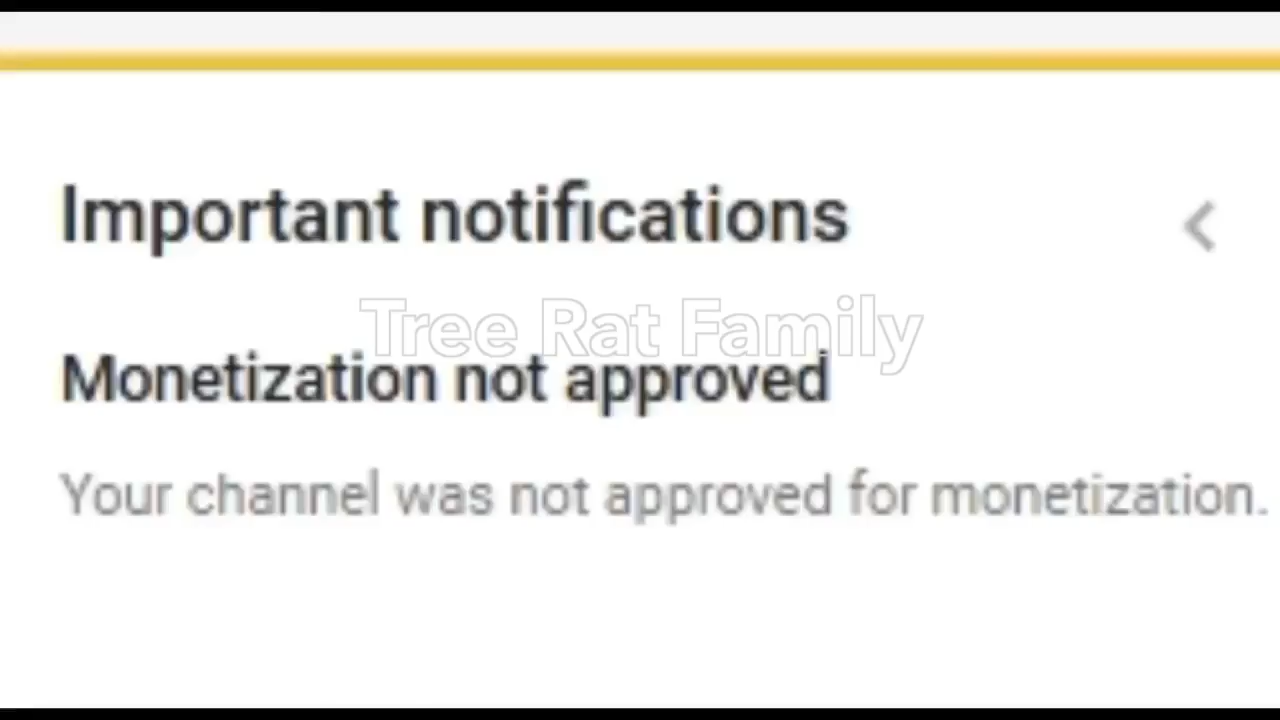 Important notifications
Tree Rat Family
Monetization not approved
Your channel was not approved for monetization.